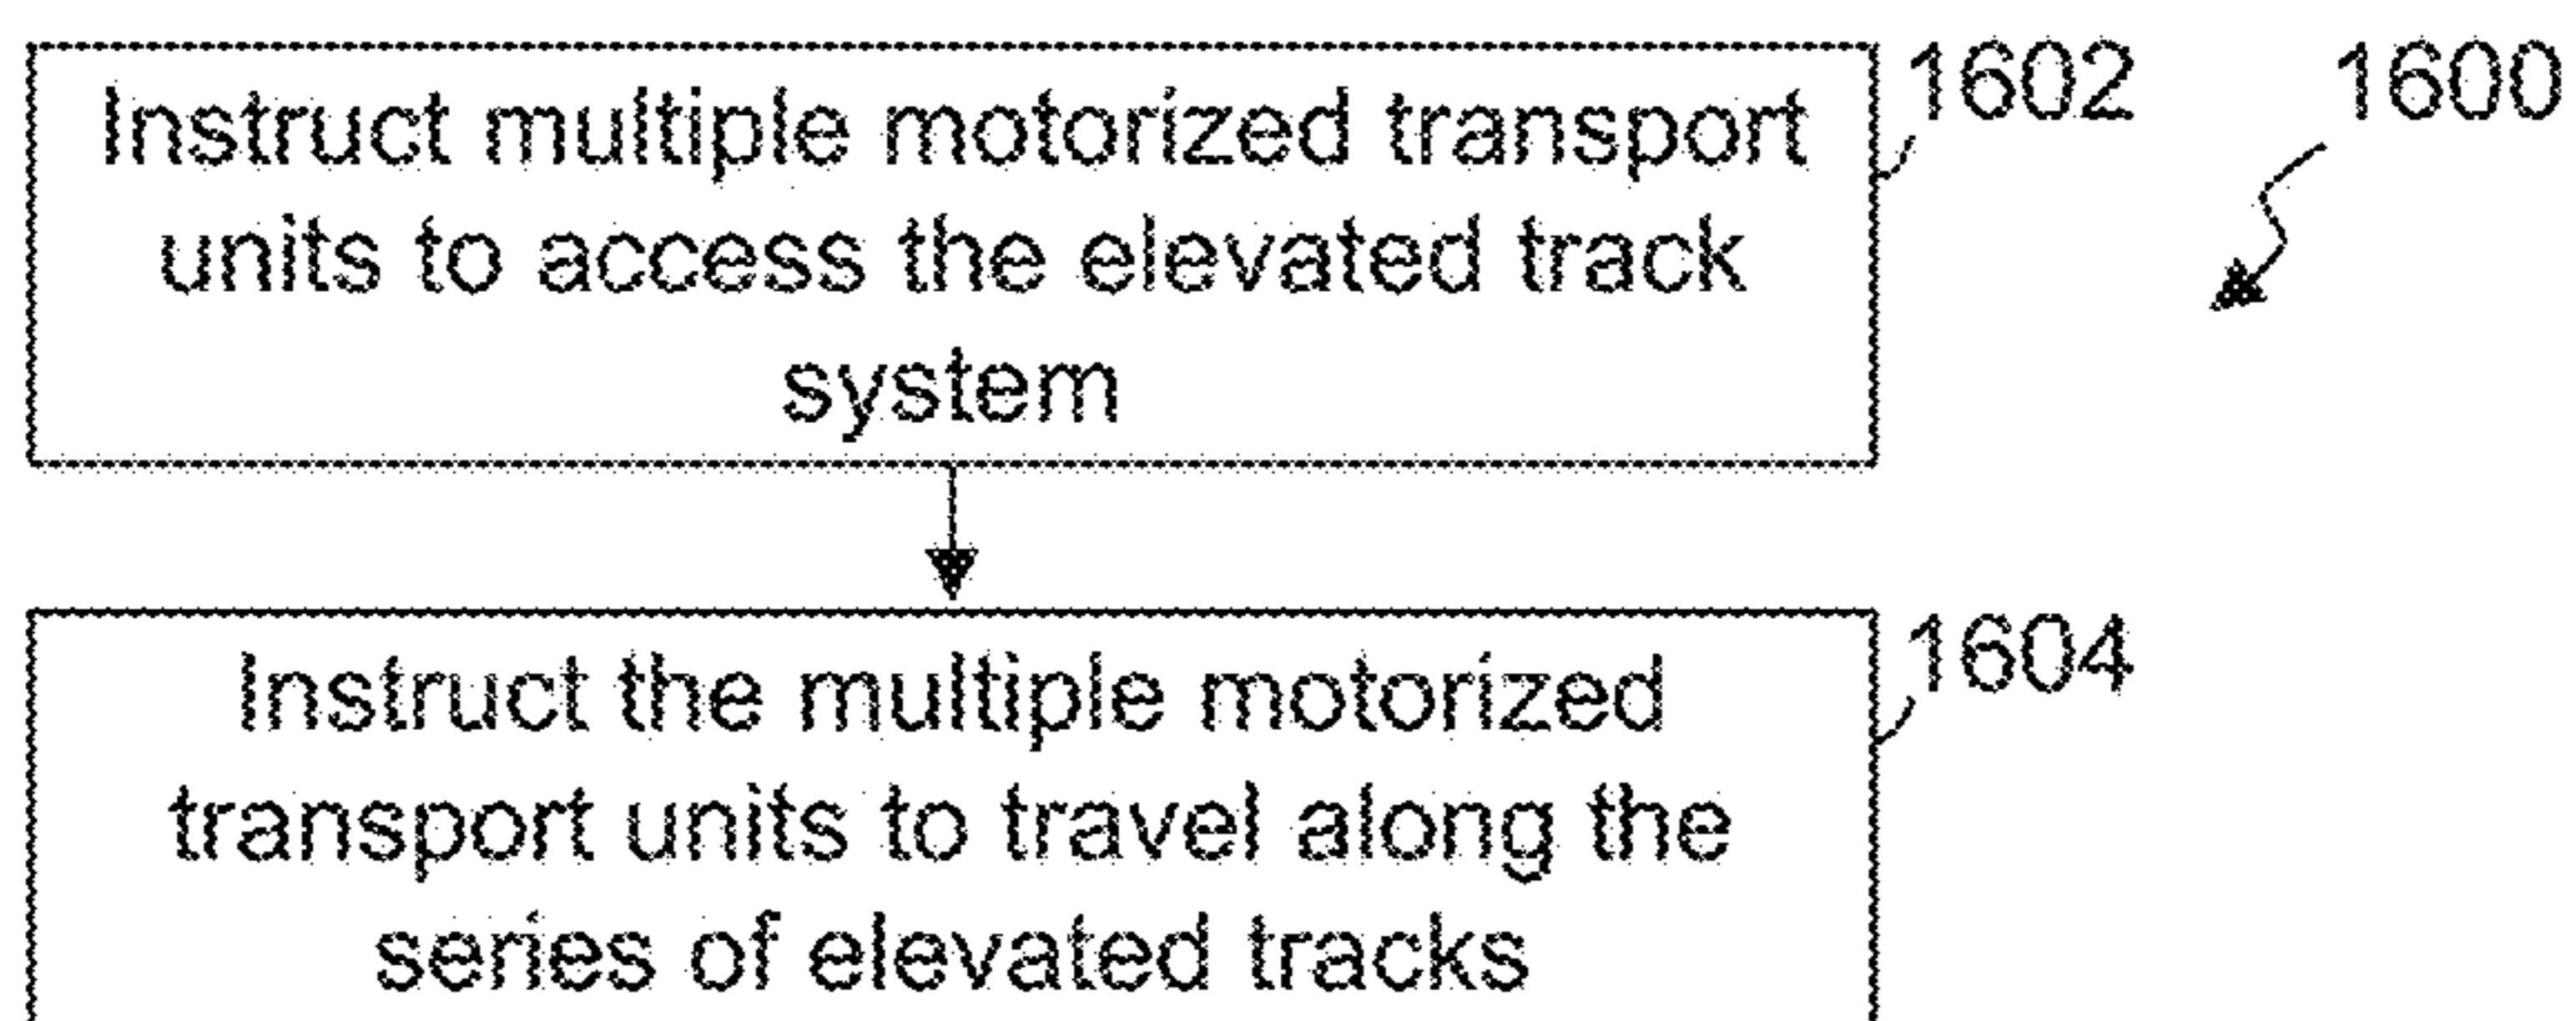 Instruct multiple motorized transport
units to access the elevated track
system
1602
1600
Instruct the multiple motorized
transport units to travel along the
series of elevated tracks
1604